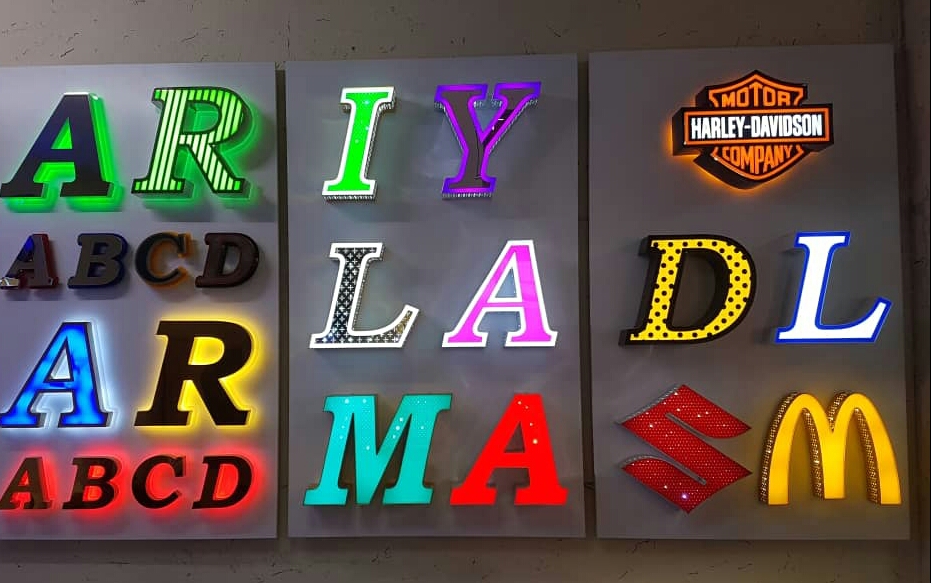 AR
ABCD
AR
ABCD
IY
LA
MA
MOTOR
HARLEY-DAVIDSON
COMPANY
DL
S M